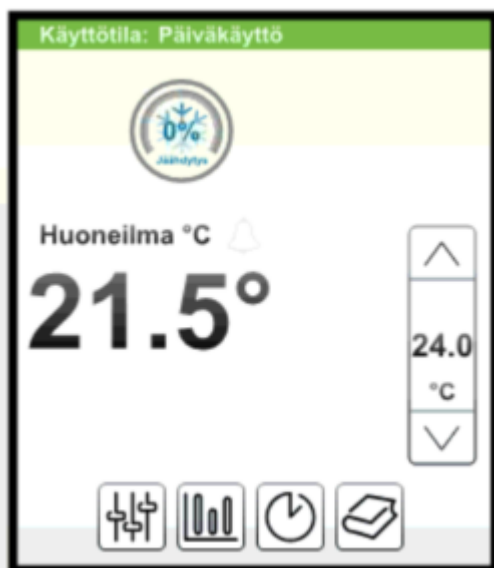 Käyttötila: Päiväkäyttö
0%
Jäähdytys
Huoneilma °C
21.5°
24.0
°C